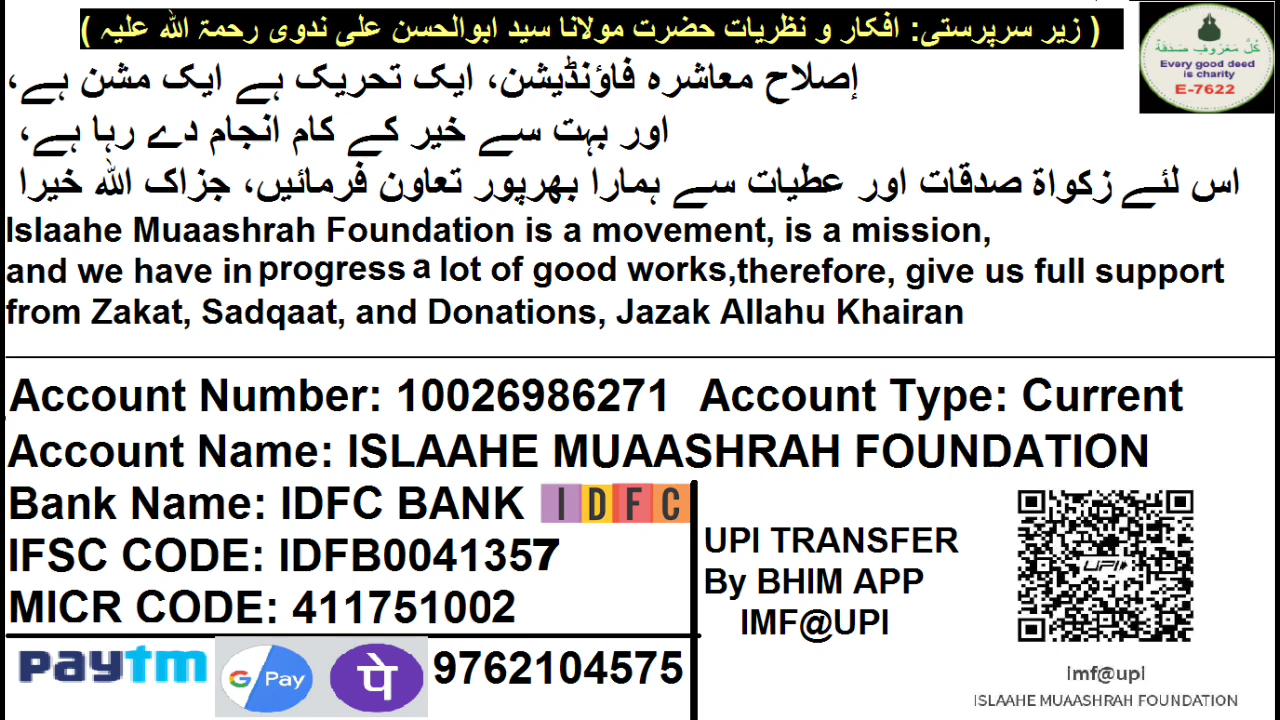 ( زیر سرپرستی: افکار و نظریات حضرت مولانا سید ابوالحسن علی ندوی رحمۃ اللہ علیہ )
كُلُّ مَعْرُوفٍ صَدَقَةٌ
Every good deed
is charity
E-7622
إصلاح معاشرہ فاؤنڈیشن، ایک تحریک ہے ایک مشن ہے،
اور بہت سے خیر کے کام انجام دے رہا ہے،
اس لئے زکواۃ صدقات اور عطیات سے ہمارا بھرپور تعاون فرمائیں، جزاک اللہ خیرا
Islaahe Muaashrah Foundation is a movement, is a mission,
and we have in progress a lot of good works,therefore, give us full support
from Zakat, Sadqaat, and Donations, Jazak Allahu Khairan
Account Number: 10026986271 Account Type: Current
Account Name: ISLAAHE MUAASHRAH FOUNDATION
Bank Name: IDFC BANK IDFC
IFSC CODE: IDFB0041357
MICR CODE: 411751002
UPI TRANSFER
By BHIM APP
IMF@UPI
UPI
paytm G Pay पे 9762104575
imf@upi
ISLAAHE MUAASHRAH FOUNDATION